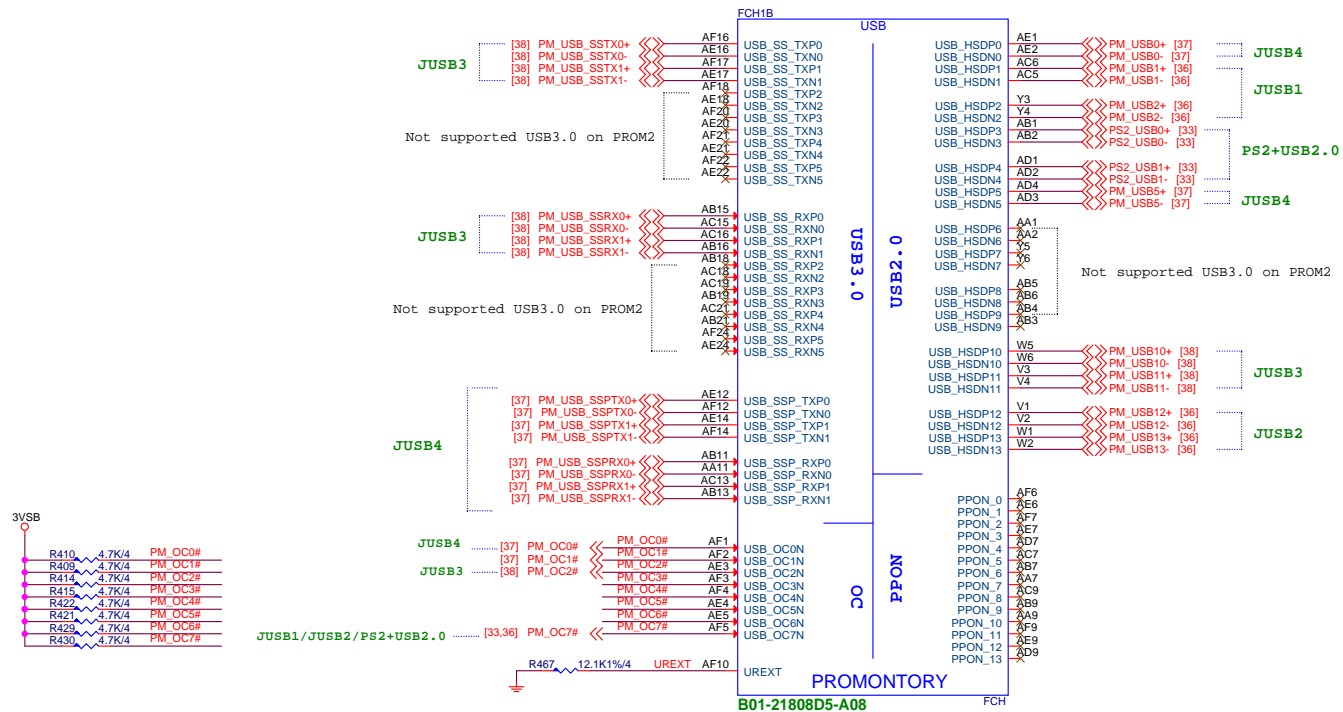 FCH1B
USB
JUSB3
[38] PM_USB_SSTX0+ AF16 USB_SS_TXP0
[38] PM_USB_SSTX0- AE16 USB_SS_TXN0
[38] PM_USB_SSTX1+ AF17 USB_SS_TXP1
[38] PM_USB_SSTX1- AE17 USB_SS_TXN1
AF18 USB_SS_TXP2
AE18 USB_SS_TXN2
AF20 USB_SS_TXP3
AE20 USB_SS_TXN3
AF21 USB_SS_TXP4
AE21 USB_SS_TXN4
AF22 USB_SS_TXP5
AE22 USB_SS_TXN5
Not supported USB3.0 on PROM2
JUSB3
[38] PM_USB_SSRX0+ AB15 USB_SS_RXP0
[38] PM_USB_SSRX0- AC15 USB_SS_RXN0
[38] PM_USB_SSRX1+ AC16 USB_SS_RXP1
[38] PM_USB_SSRX1- AB16 USB_SS_RXN1
AB18 USB_SS_RXP2
AC18 USB_SS_RXN2
AC19 USB_SS_RXP3
AB19 USB_SS_RXN3
AC21 USB_SS_RXP4
AB21 USB_SS_RXN4
AF24 USB_SS_RXP5
AE24 USB_SS_RXN5
Not supported USB3.0 on PROM2
JUSB4
[37] PM_USB_SSPTX0+ AE12 USB_SSP_TXP0
[37] PM_USB_SSPTX0- AF12 USB_SSP_TXN0
[37] PM_USB_SSPTX1+ AE14 USB_SSP_TXP1
[37] PM_USB_SSPTX1- AF14 USB_SSP_TXN1
[37] PM_USB_SSPRX0+ AB11 USB_SSP_RXP0
[37] PM_USB_SSPRX0- AA11 USB_SSP_RXN0
[37] PM_USB_SSPRX1+ AC13 USB_SSP_RXP1
[37] PM_USB_SSPRX1- AB13 USB_SSP_RXN1
JUSB4 [37] PM_OC0# PM_OC0# AF1 USB_OC0N
[37] PM_OC1# PM_OC1# AF2 USB_OC1N
JUSB3 [38] PM_OC2# PM_OC2# AE3 USB_OC2N
PM_OC3# AF3 USB_OC3N
PM_OC4# AF4 USB_OC4N
PM_OC5# AE4 USB_OC5N
PM_OC6# AE5 USB_OC6N
JUSB1/JUSB2/PS2+USB2.0 [33,36] PM_OC7# PM_OC7# AF5 USB_OC7N
R467 12.1K1%/4 UREXT AF10 UREXT
3VSB
R410 4.7K/4 PM_OC0#
R409 4.7K/4 PM_OC1#
R414 4.7K/4 PM_OC2#
R415 4.7K/4 PM_OC3#
R422 4.7K/4 PM_OC4#
R421 4.7K/4 PM_OC5#
R429 4.7K/4 PM_OC6#
R430 4.7K/4 PM_OC7#
USB3.0
USB2.0
OC
PPON
USB_HSDP0 AE1 PM_USB0+ [37]
USB_HSDN0 AE2 PM_USB0- [37]
JUSB4
USB_HSDP1 AC6 PM_USB1+ [36]
USB_HSDN1 AC5 PM_USB1- [36]
JUSB1
USB_HSDP2 Y3 PM_USB2+ [36]
USB_HSDN2 Y4 PM_USB2- [36]
USB_HSDP3 AB1 PS2_USB0+ [33]
USB_HSDN3 AB2 PS2_USB0- [33]
PS2+USB2.0
USB_HSDP4 AD1 PS2_USB1+ [33]
USB_HSDN4 AD2 PS2_USB1- [33]
USB_HSDP5 AD4 PM_USB5+ [37]
USB_HSDN5 AD3 PM_USB5- [37]
JUSB4
USB_HSDP6 AA1
USB_HSDN6 AA2
USB_HSDP7 Y5
USB_HSDN7 Y6
Not supported USB3.0 on PROM2
USB_HSDP8 AB5
USB_HSDN8 AB6
USB_HSDP9 AB4
USB_HSDN9 AB3
USB_HSDP10 W5 PM_USB10+ [38]
USB_HSDN10 W6 PM_USB10- [38]
USB_HSDP11 V3 PM_USB11+ [38]
USB_HSDN11 V4 PM_USB11- [38]
JUSB3
USB_HSDP12 V1 PM_USB12+ [36]
USB_HSDN12 V2 PM_USB12- [36]
USB_HSDP13 W1 PM_USB13+ [36]
USB_HSDN13 W2 PM_USB13- [36]
JUSB2
PPON_0 AF6
PPON_1 AE6
PPON_2 AF7
PPON_3 AE7
PPON_4 AD7
PPON_5 AC7
PPON_6 AB7
PPON_7 AA7
PPON_8 AC9
PPON_9 AB9
PPON_10 AA9
PPON_11 AF9
PPON_12 AE9
PPON_13 AD9
PROMONTORY
B01-21808D5-A08
FCH